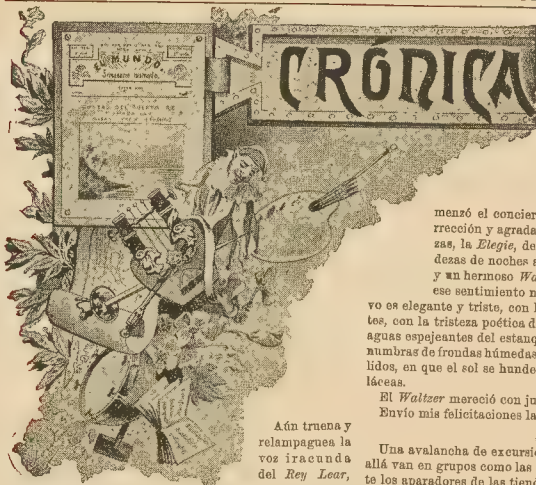 MUNDO
CRÓNICA
menzó el concier
rrección y agrada
zas, la Elegie, de
dezas de noches
y un hermoso Wa
ese sentimiento
vo es elegante y triste, con
tes, con la tristeza poética d
aguas espejeantes del estanq
numbras de frondas húmedas
lidos, en que el sol se hunde
láceas.
El Waltzer mereció con ju
Envío mis felicitaciones la
Aún truena y
relampaguea la
voz iracunda
del Rey Lear,
Una avalancha de excursio
allá van en grupos como las
te los aparadores de las tiend